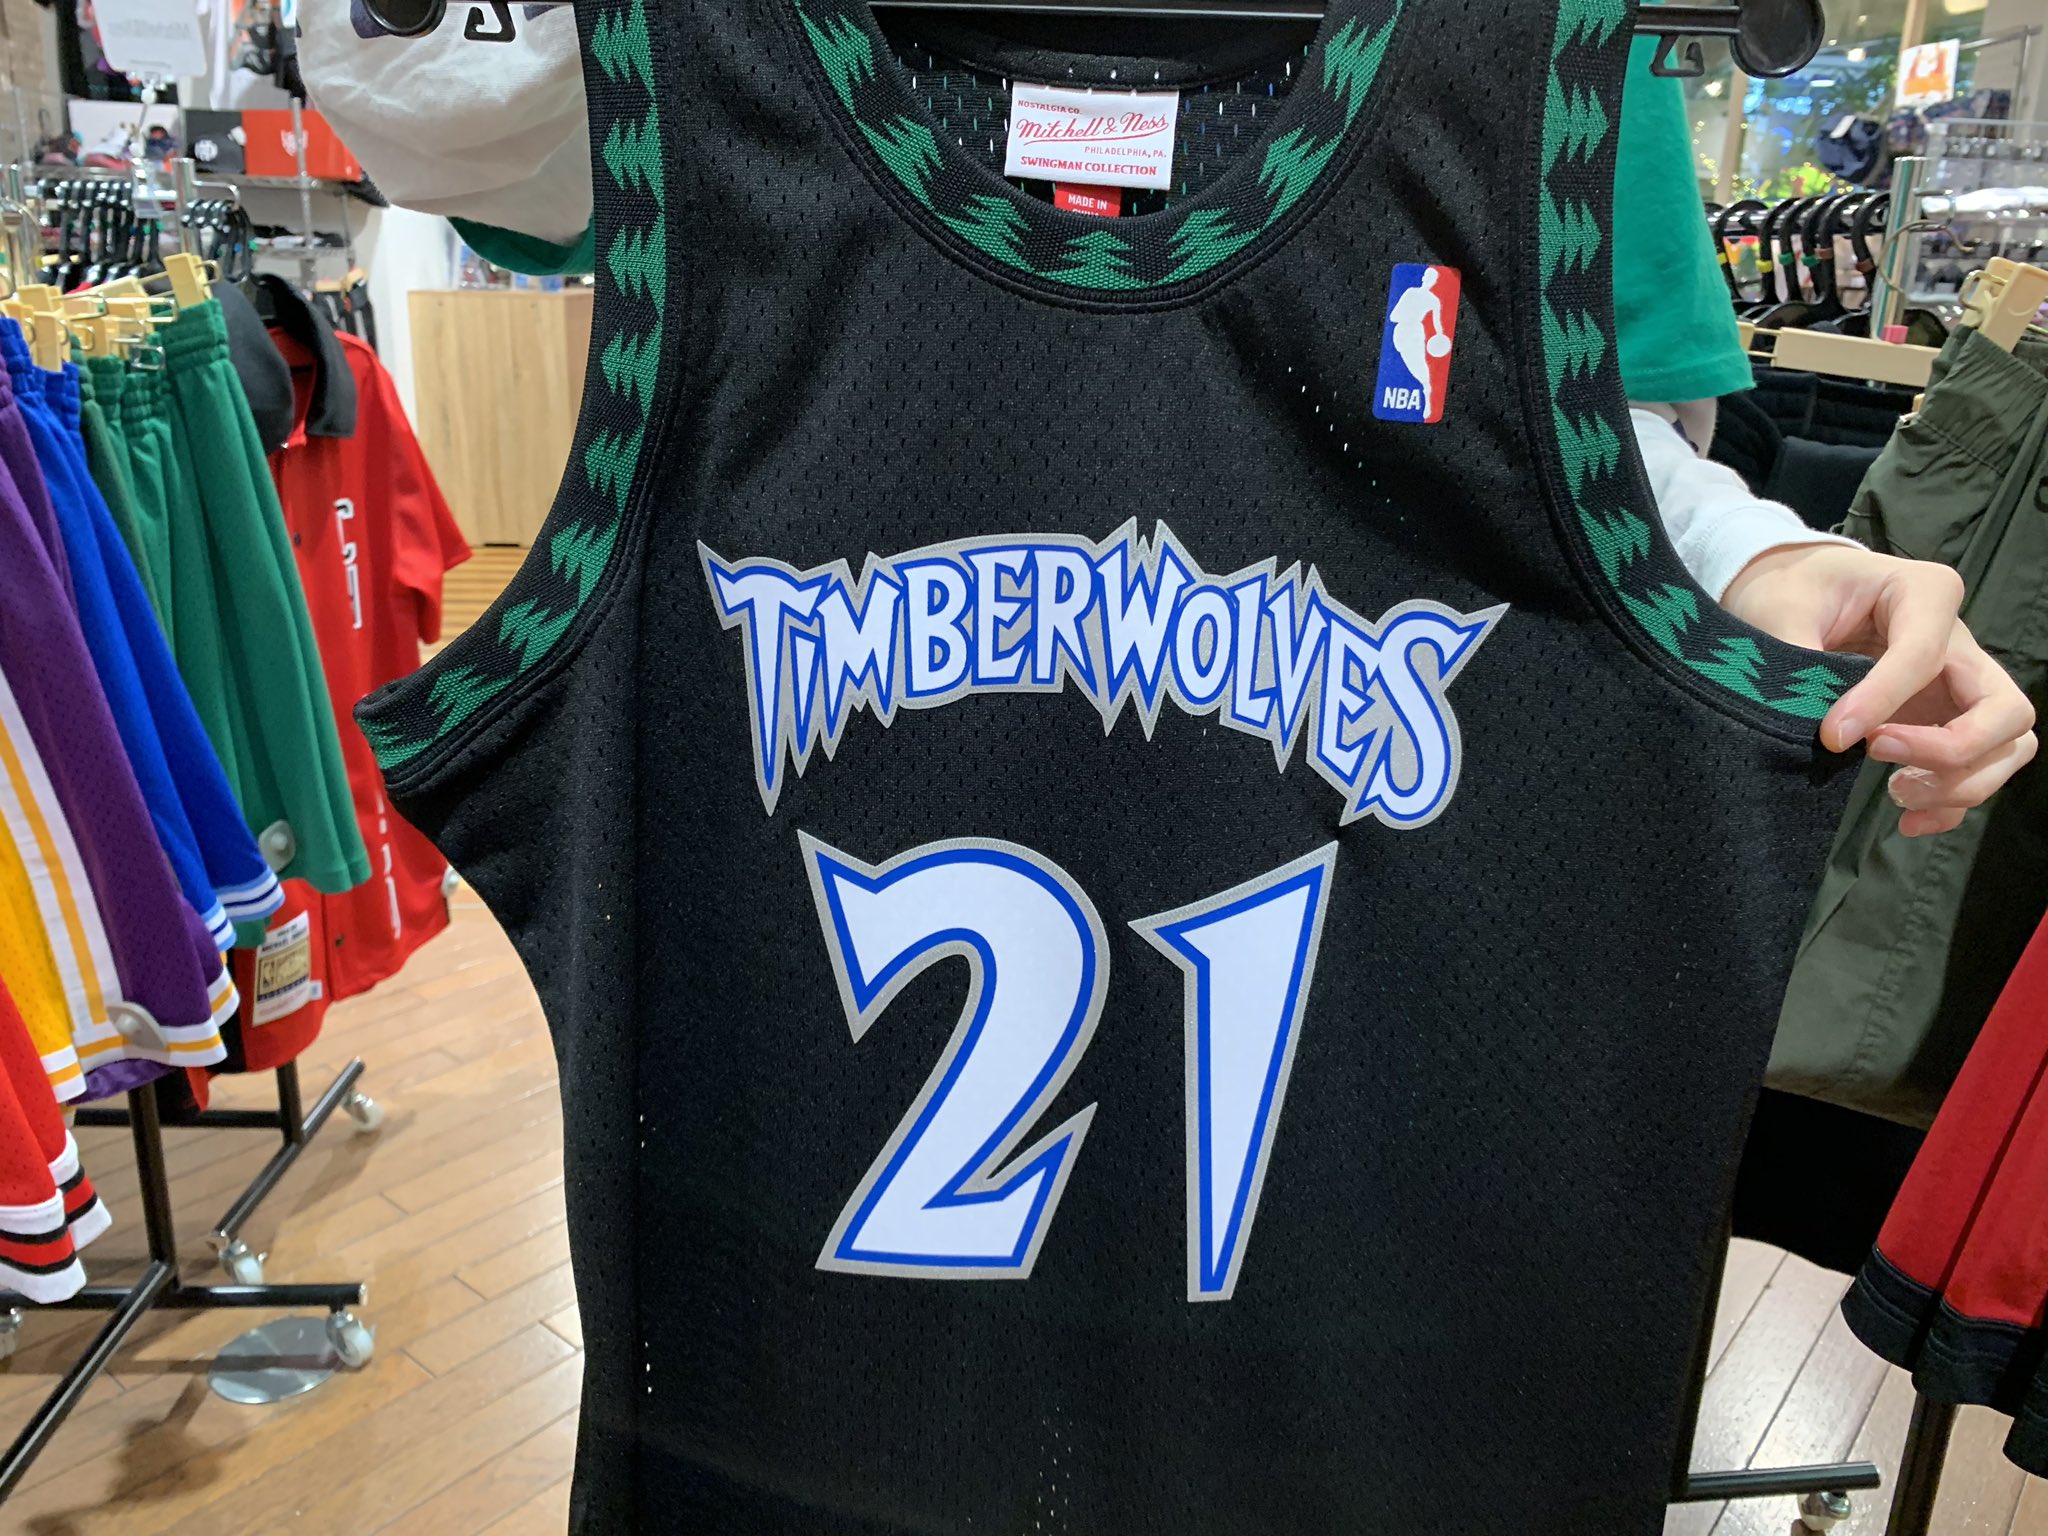 NOSTALGIA CO.
Mitchell & Ness
PHILADELPHIA, PA.
SWINGMAN COLLECTION
MADE IN
NBA
TIMBERWOLVES
21